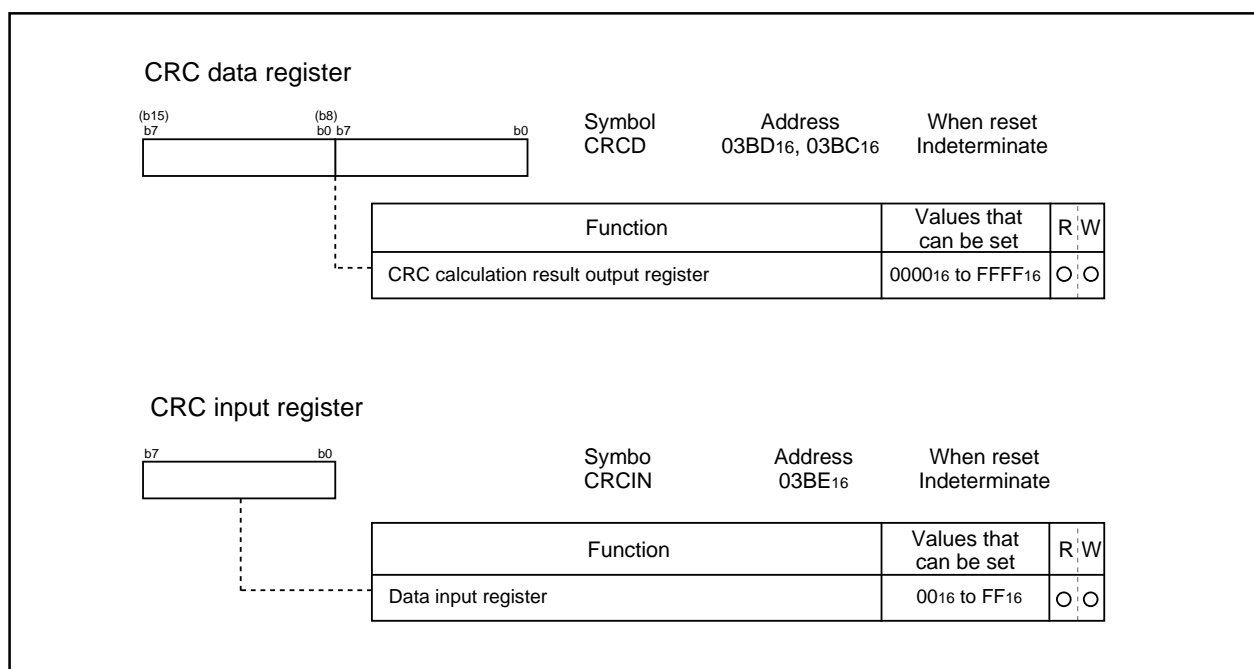 CRC data register
(b15) (b8)
b7 b0 b7 b0
Symbol Address When reset
CRCD 03BD16, 03BC16 Indeterminate
Function Values that can be set R W
CRC calculation result output register 000016 to FFFF16 O O
CRC input register
b7 b0
Symbo Address When reset
CRCIN 03BE16 Indeterminate
Function Values that can be set R W
Data input register 0016 to FF16 O O